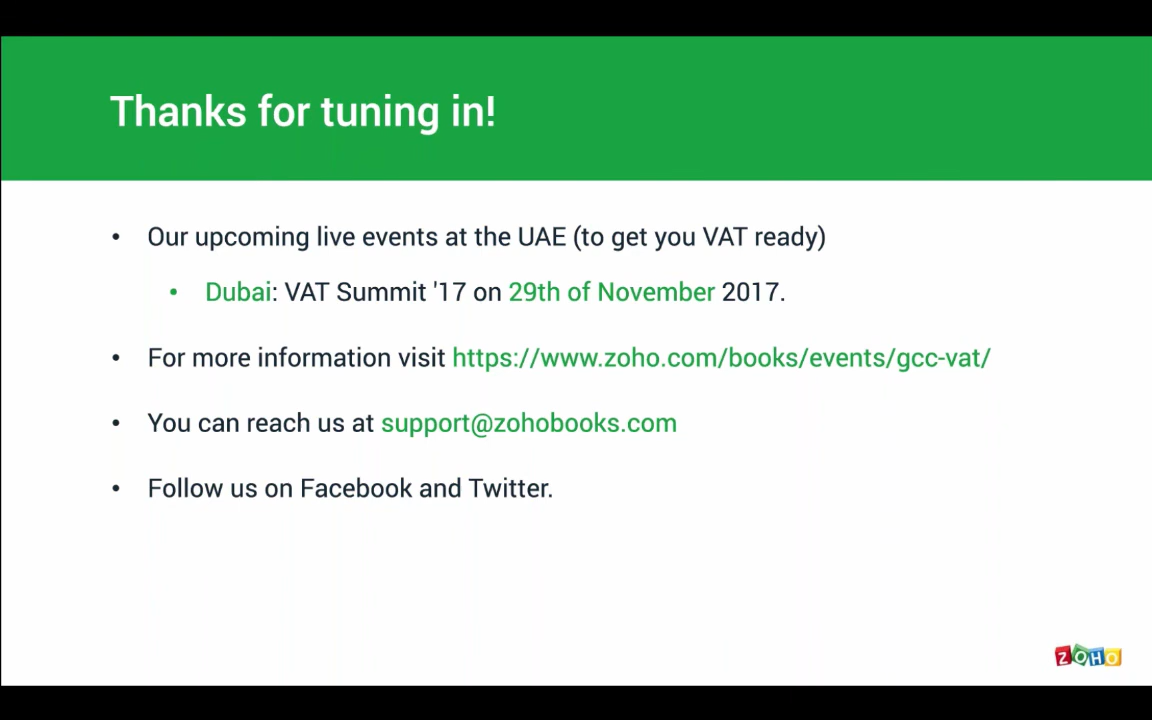 Thanks for tuning in!
• Our upcoming live events at the UAE (to get you VAT ready)
• Dubai: VAT Summit '17 on 29th of November 2017.
• For more information visit https://www.zoho.com/books/events/gcc-vat/
• You can reach us at support@zohobooks.com
• Follow us on Facebook and Twitter.
ZOHO